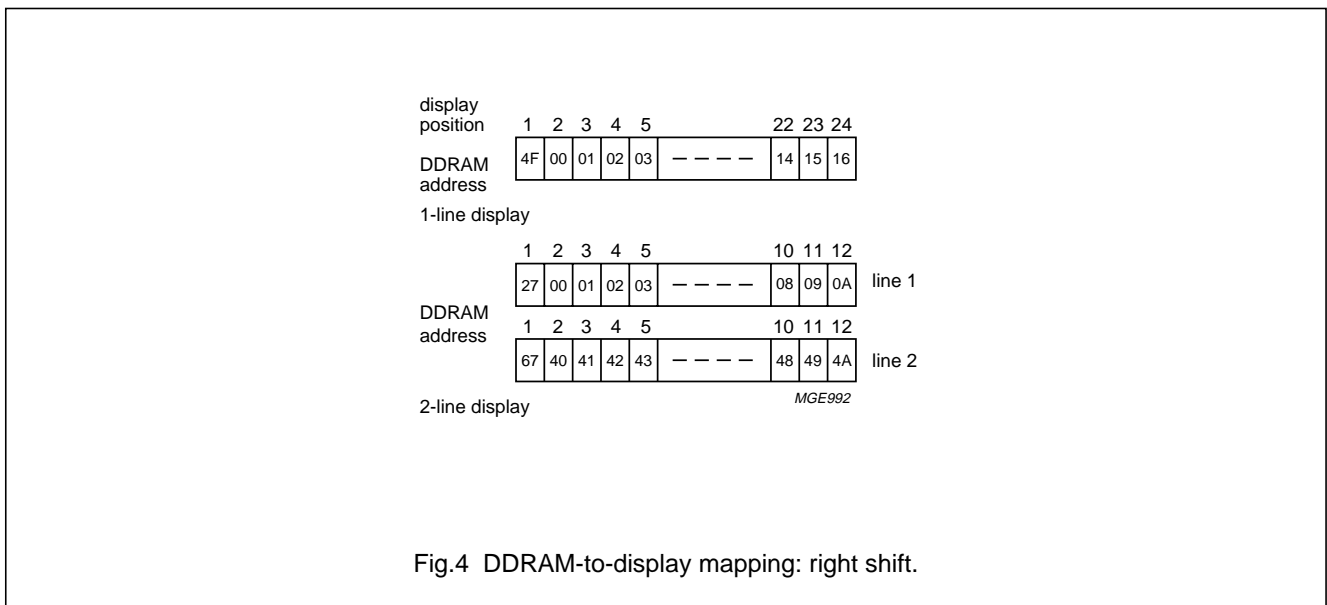 display
position 1 2 3 4 5 22 23 24
DDRAM
address 4F 00 01 02 03 – – – – 14 15 16
1-line display
1 2 3 4 5 10 11 12
27 00 01 02 03 – – – – 08 09 0A line 1
DDRAM
address
1 2 3 4 5 10 11 12
67 40 41 42 43 – – – – 48 49 4A line 2
MGE992
2-line display
Fig.4 DDRAM-to-display mapping: right shift.